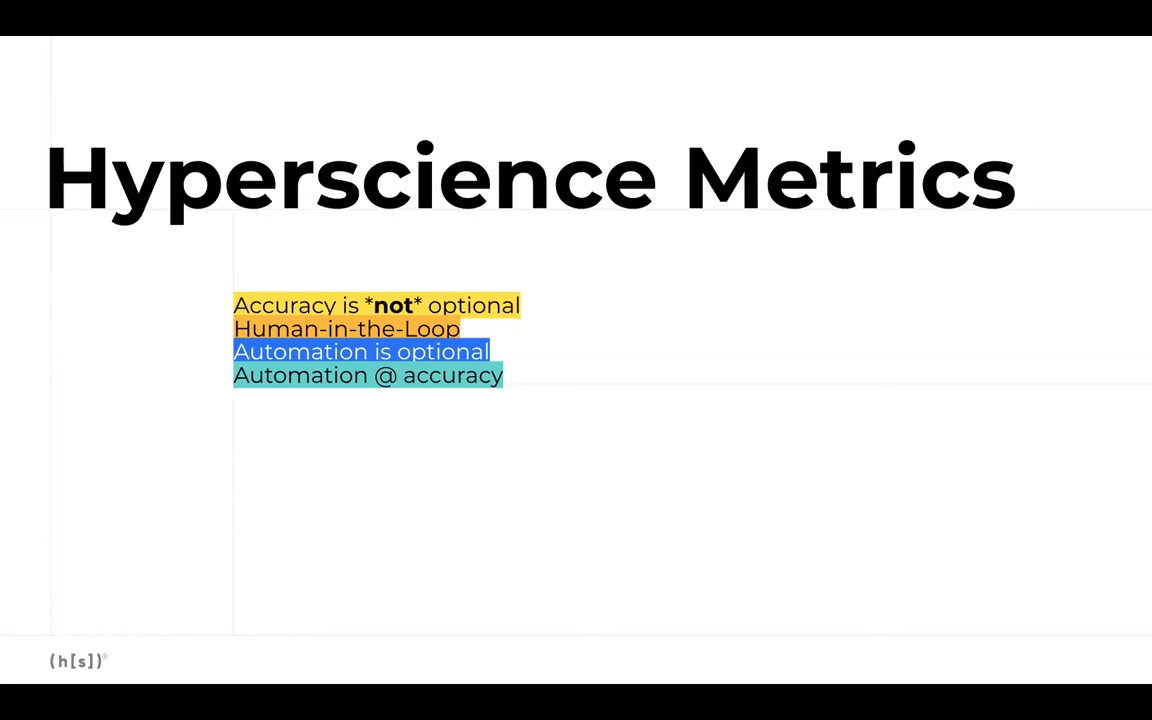 Hyperscience Metrics
Accuracy is *not* optional
Human-in-the-Loop
Automation is optional
Automation @ accuracy
(h[s])®